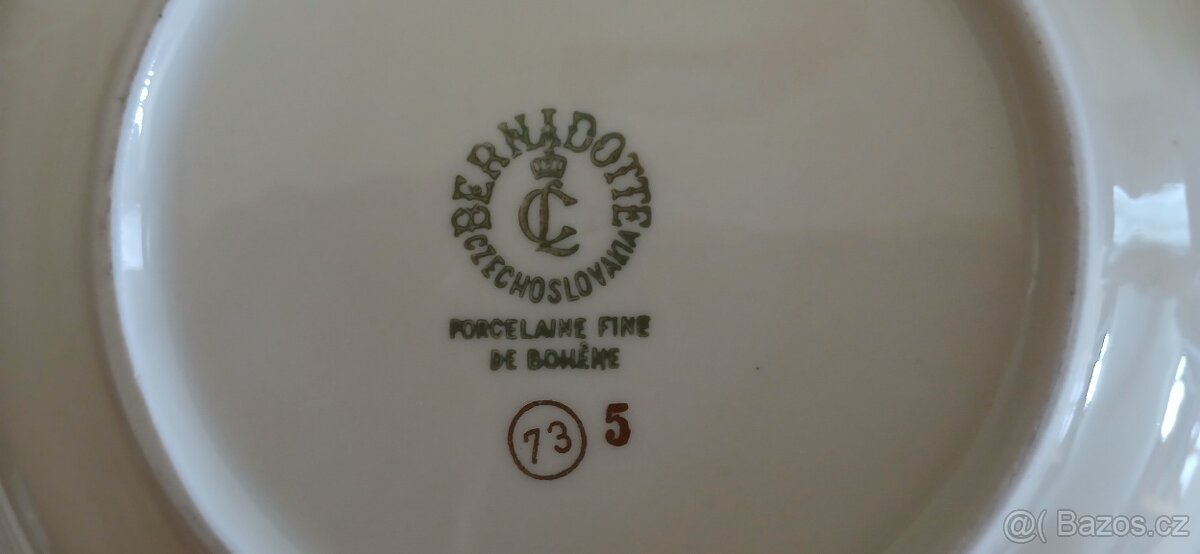 BERNADOTTE
CL
CZECHOSLOVAKIA
PORCELAINE FINE
DE BOHÊME
73 5
@( Bazos.cz